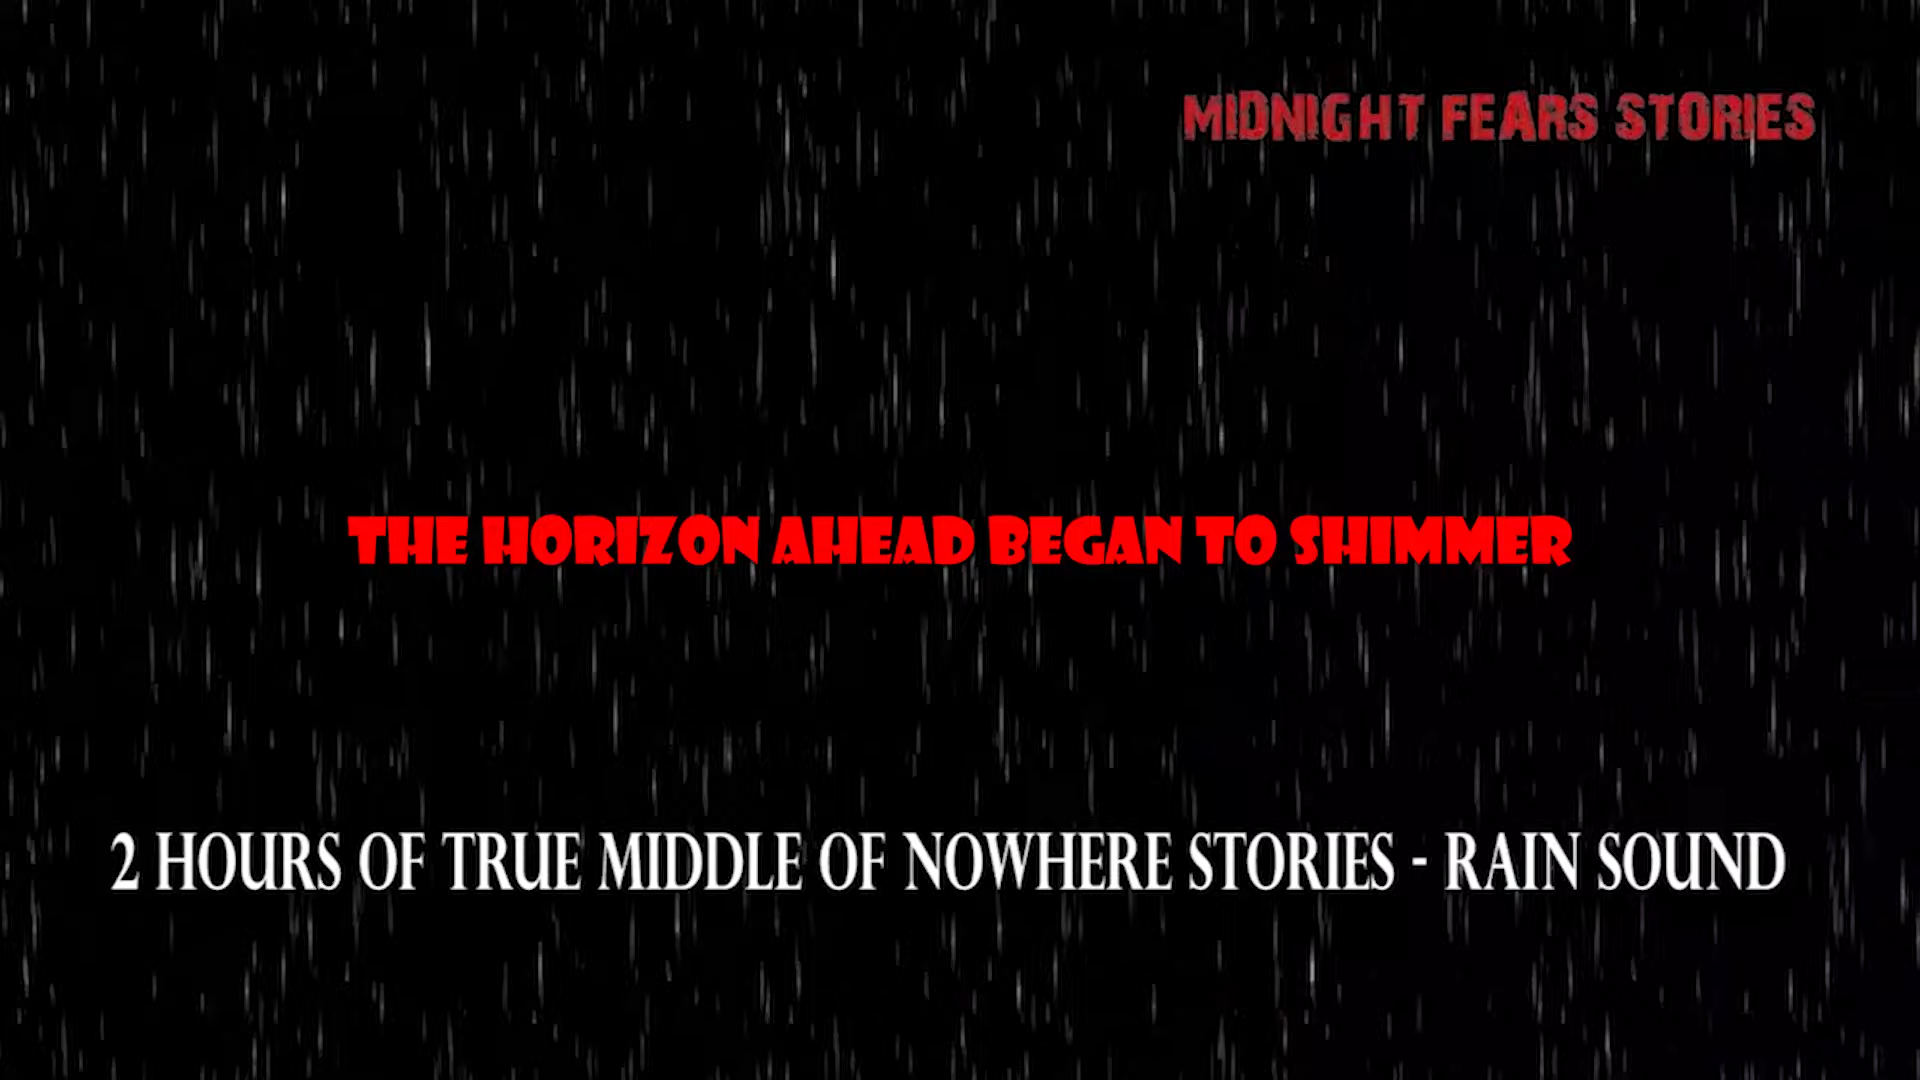 MIDNIGHT FEARS STORIES
THE HORIZON AHEAD BEGAN TO SHIMMER
2 HOURS OF TRUE MIDDLE OF NOWHERE STORIES - RAIN SOUND